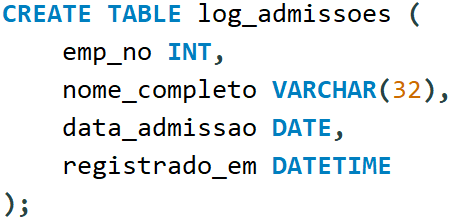 CREATE TABLE log_admissoes (
    emp_no INT,
    nome_completo VARCHAR(32),
    data_admissao DATE,
    registrado_em DATETIME
);